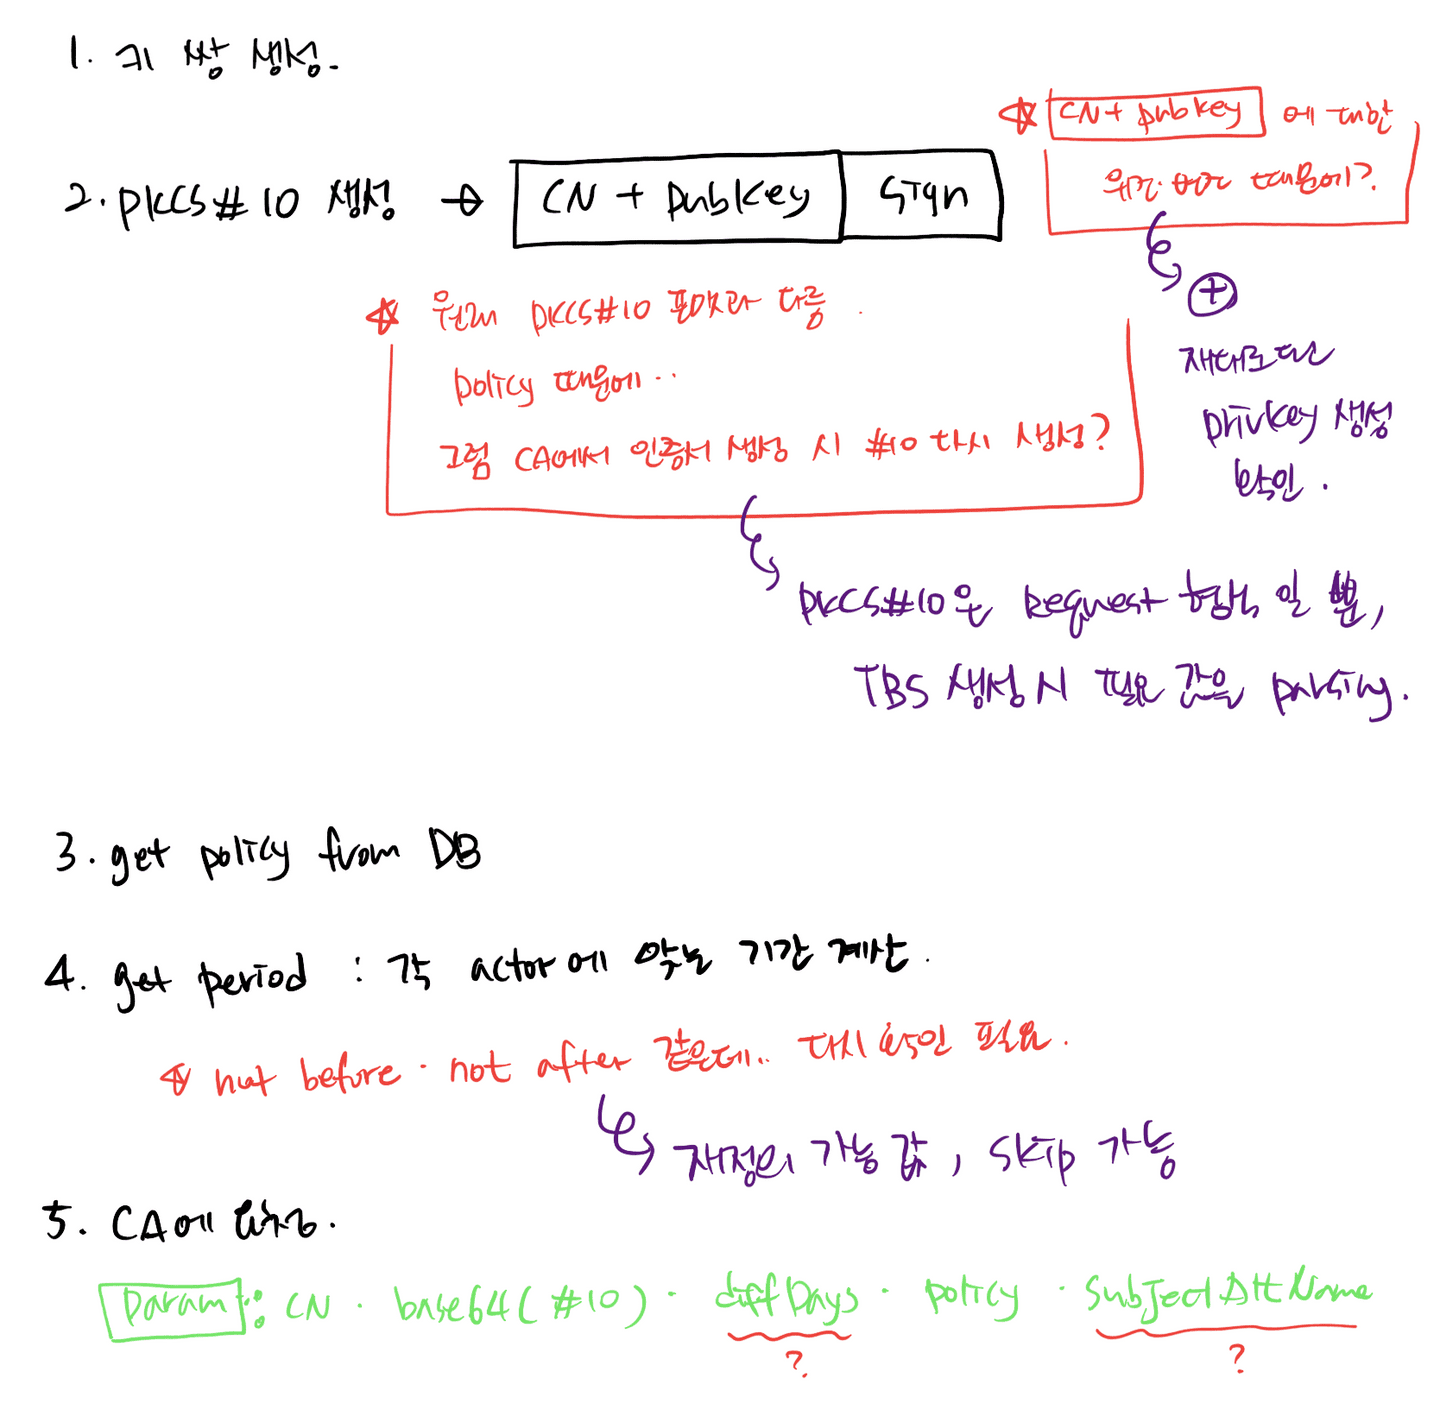 1. 키 쌍 생성.
2. PKCS#10 생성 → CN + pubkey sign
☆ CN + pubkey 에 대한
위조 때문에?
⊕
제대로 된
privkey 생성
확인.
☆ 원래 PKCS#10 포맷과 다름.
policy 때문에..
그럼 CA에서 인증서 생성 시 #10 다시 생성?
PKCS#10은 Request 형식 일 뿐,
TBS 생성 시 필요 값을 parsing.
3. get policy from DB
4. get period : 각 actor에 맞는 기간 계산.
☆ not before · not after 같은데.. 다시 확인 필요.
재정의 가능 값, skip 가능
5. CA에 요청.
Param : CN · base64(#10) · diffDays · policy · SubjectAltName
? ?